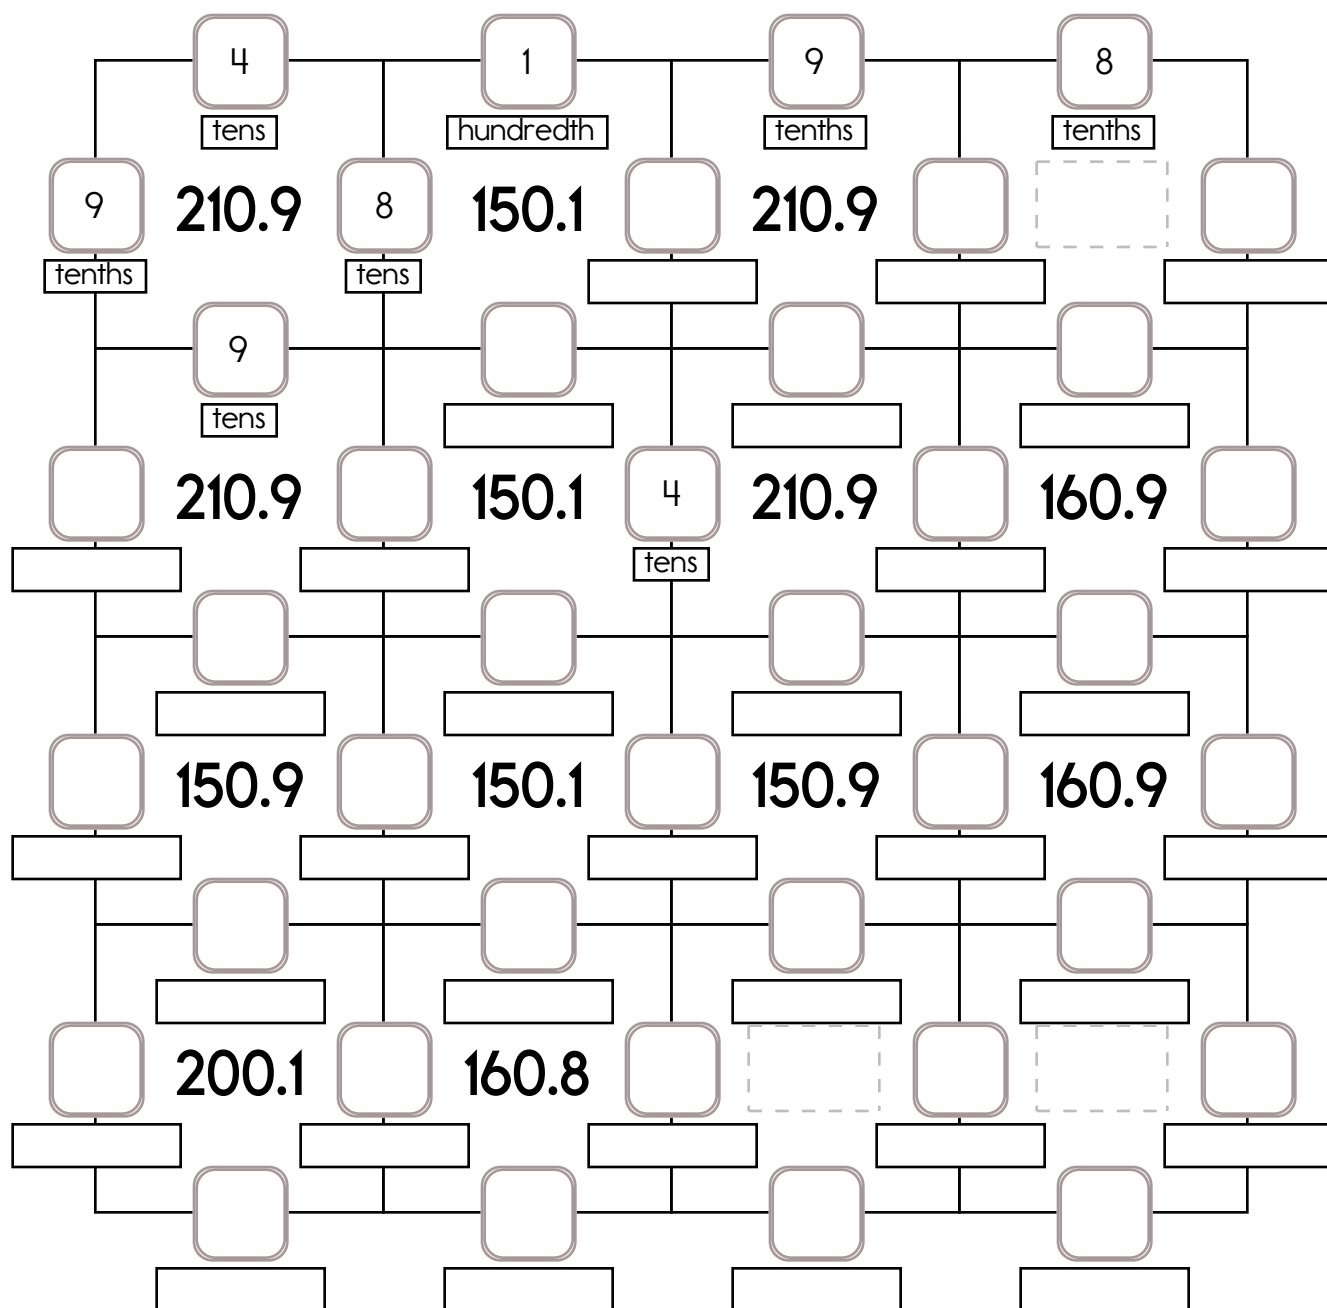 4 1 9 8
tens hundredth tenths tenths
9 210.9 8 150.1 210.9
tenths tens
9
tens
210.9 150.1 4 210.9 160.9
tens
150.9 150.1 150.9 160.9
200.1 160.8